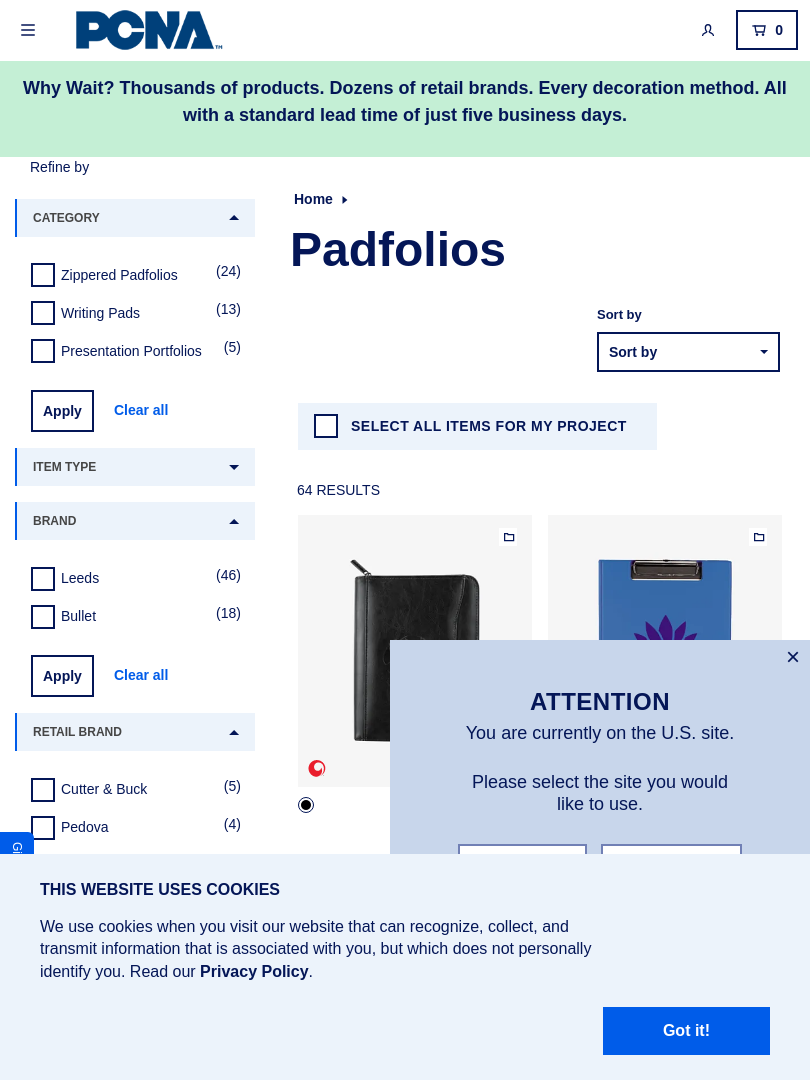 PCNA™
0
Why Wait? Thousands of products. Dozens of retail brands. Every decoration method. All
with a standard lead time of just five business days.
Refine by
Home
CATEGORY
Padfolios
Zippered Padfolios (24)
Writing Pads (13)
Presentation Portfolios (5)
Sort by
Sort by
Apply Clear all
SELECT ALL ITEMS FOR MY PROJECT
ITEM TYPE
64 RESULTS
BRAND
Leeds (46)
Bullet (18)
Apply Clear all
RETAIL BRAND
Cutter & Buck (5)
Pedova (4)
ATTENTION
You are currently on the U.S. site.
Please select the site you would
like to use.
THIS WEBSITE USES COOKIES
We use cookies when you visit our website that can recognize, collect, and
transmit information that is associated with you, but which does not personally
identify you. Read our Privacy Policy.
Got it!